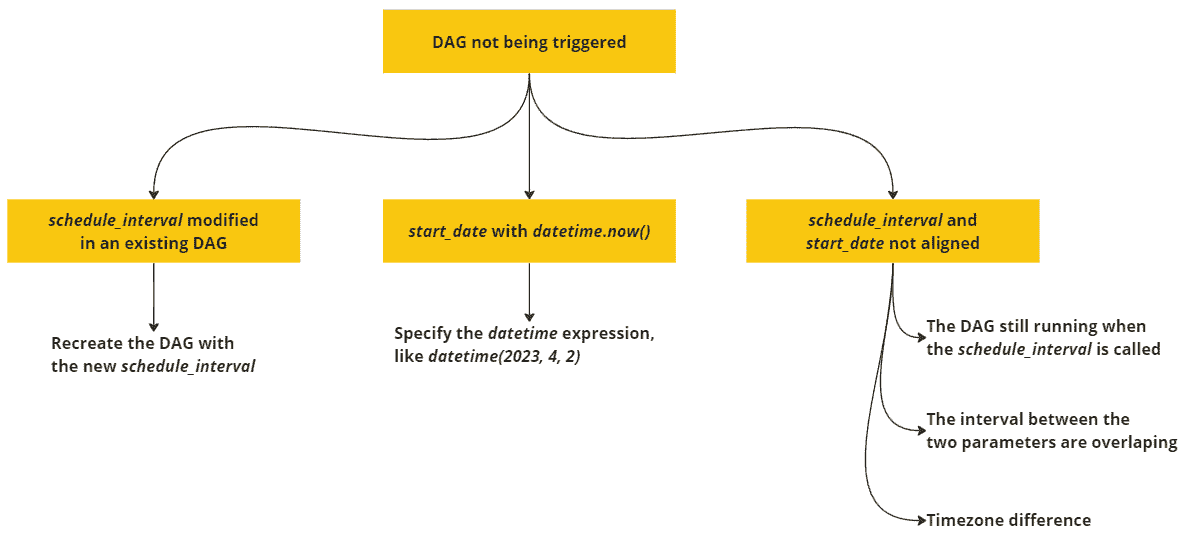 DAG not being triggered
schedule_interval modified
in an existing DAG
start_date with datetime.now()
schedule_interval and
start_date not aligned
Recreate the DAG with
the new schedule_interval
Specify the datetime expression,
like datetime(2023, 4, 2)
The DAG still running when
the schedule_interval is called
The interval between the
two parameters are overlaping
Timezone difference